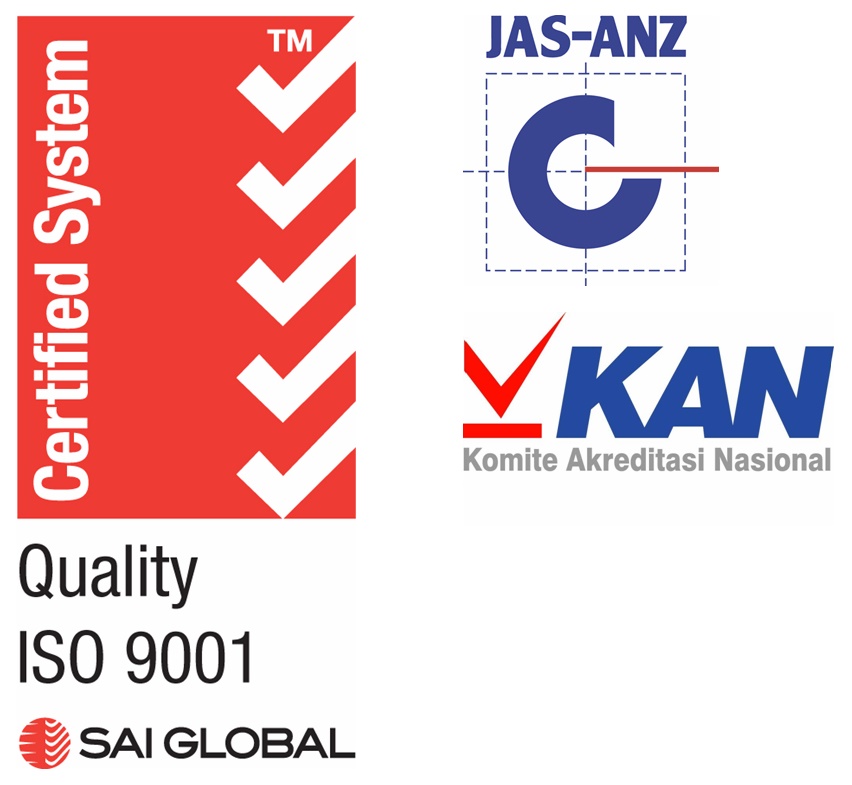 Certified System
TM
Quality
ISO 9001
SAI GLOBAL
JAS-ANZ
KAN
Komite Akreditasi Nasional